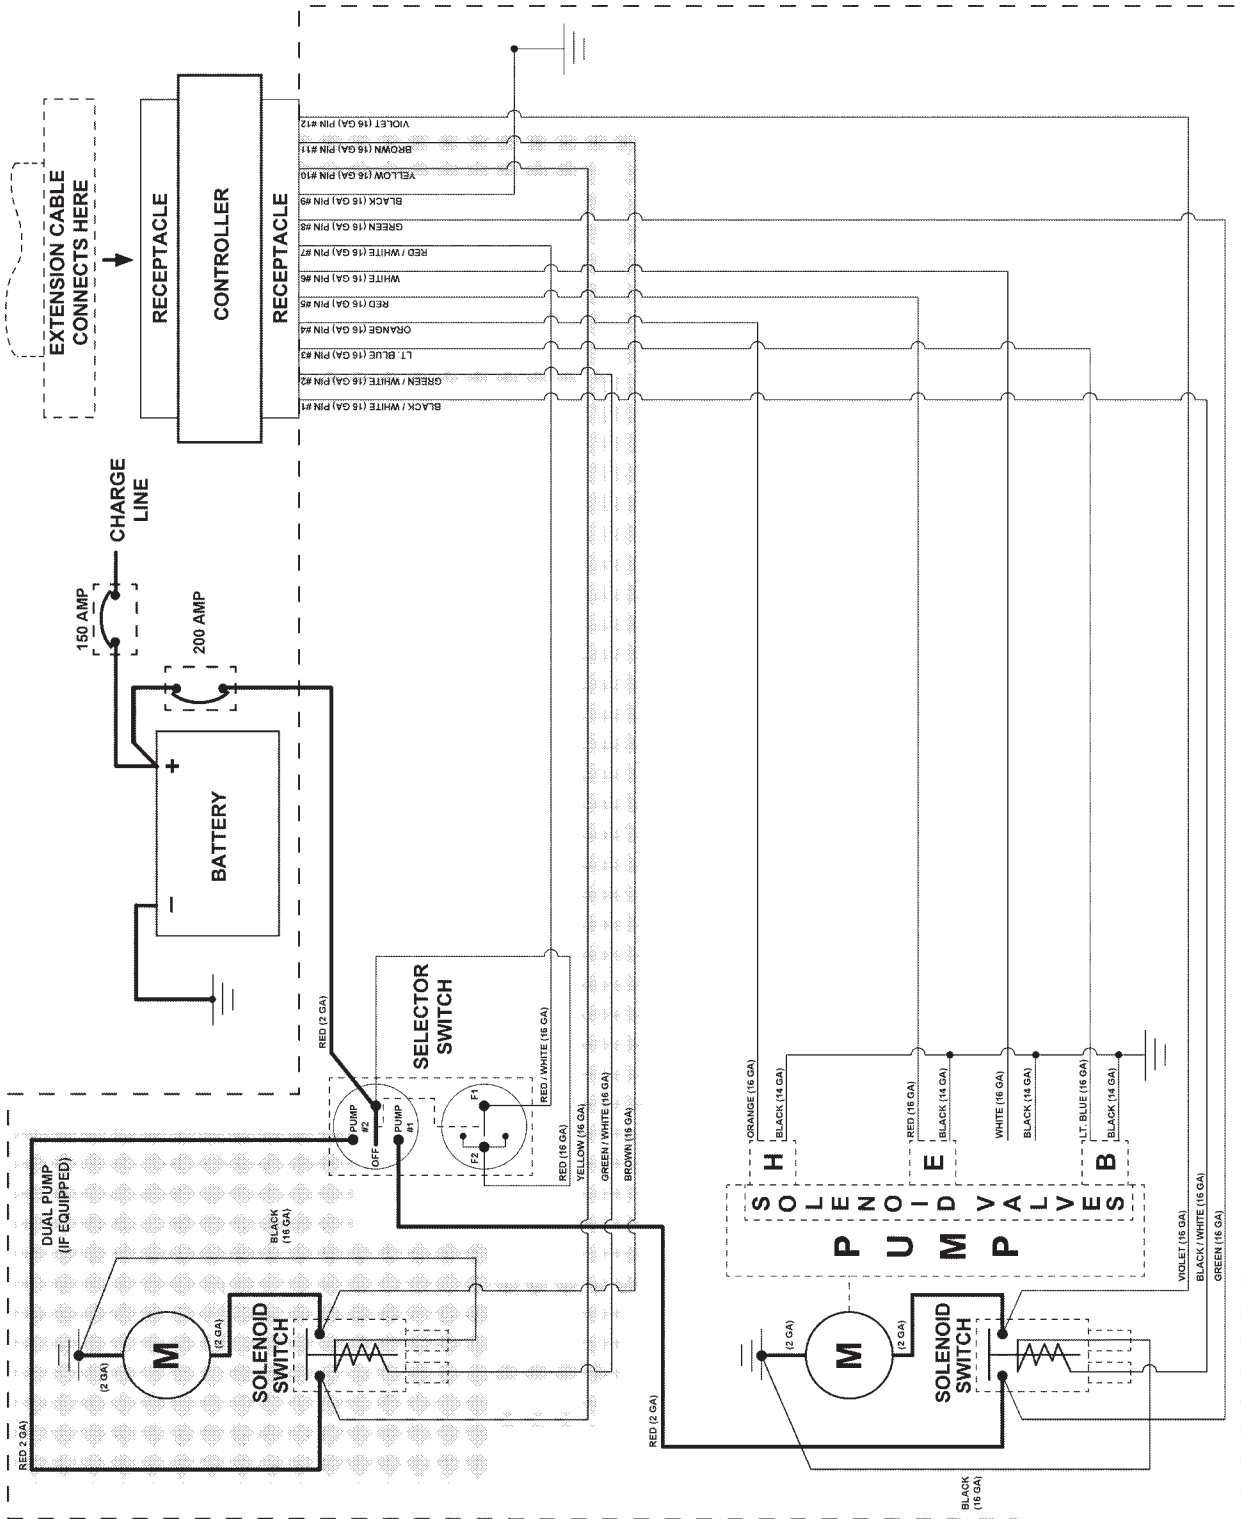 EXTENSION CABLE
CONNECTS HERE
RECEPTACLE
CONTROLLER
RECEPTACLE
VIOLET (16 GA) PIN #12
BROWN (16 GA) PIN #11
YELLOW (16 GA) PIN #10
BLACK (16 GA) PIN #9
GREEN (16 GA) PIN #8
RED / WHITE (16 GA) PIN #7
WHITE (16 GA) PIN #6
RED (16 GA) PIN #5
ORANGE (16 GA) PIN #4
LT. BLUE (16 GA) PIN #3
GREEN / WHITE (16 GA) PIN #2
BLACK / WHITE (16 GA) PIN #1
CHARGE
LINE
150 AMP
200 AMP
+
BATTERY
–
RED (2 GA)
SELECTOR
SWITCH
PUMP
#2
OFF
PUMP
#1
F1
F2
RED / WHITE (16 GA)
RED (16 GA)
YELLOW (16 GA)
GREEN / WHITE (16 GA)
BROWN (16 GA)
DUAL PUMP
(IF EQUIPPED)
BLACK
(16 GA)
M
(2 GA)
(2 GA)
SOLENOID
SWITCH
RED 2 GA)
RED (2 GA)
ORANGE (16 GA)
BLACK (14 GA)
RED (16 GA)
BLACK (14 GA)
WHITE (16 GA)
BLACK (14 GA)
LT. BLUE (16 GA)
BLACK (14 GA)
H
E
B
SOLENOID VALVES
PUMP
VIOLET (16 GA)
BLACK / WHITE (16 GA)
GREEN (16 GA)
(2 GA)
M
(2 GA)
SOLENOID
SWITCH
BLACK
(16 GA)